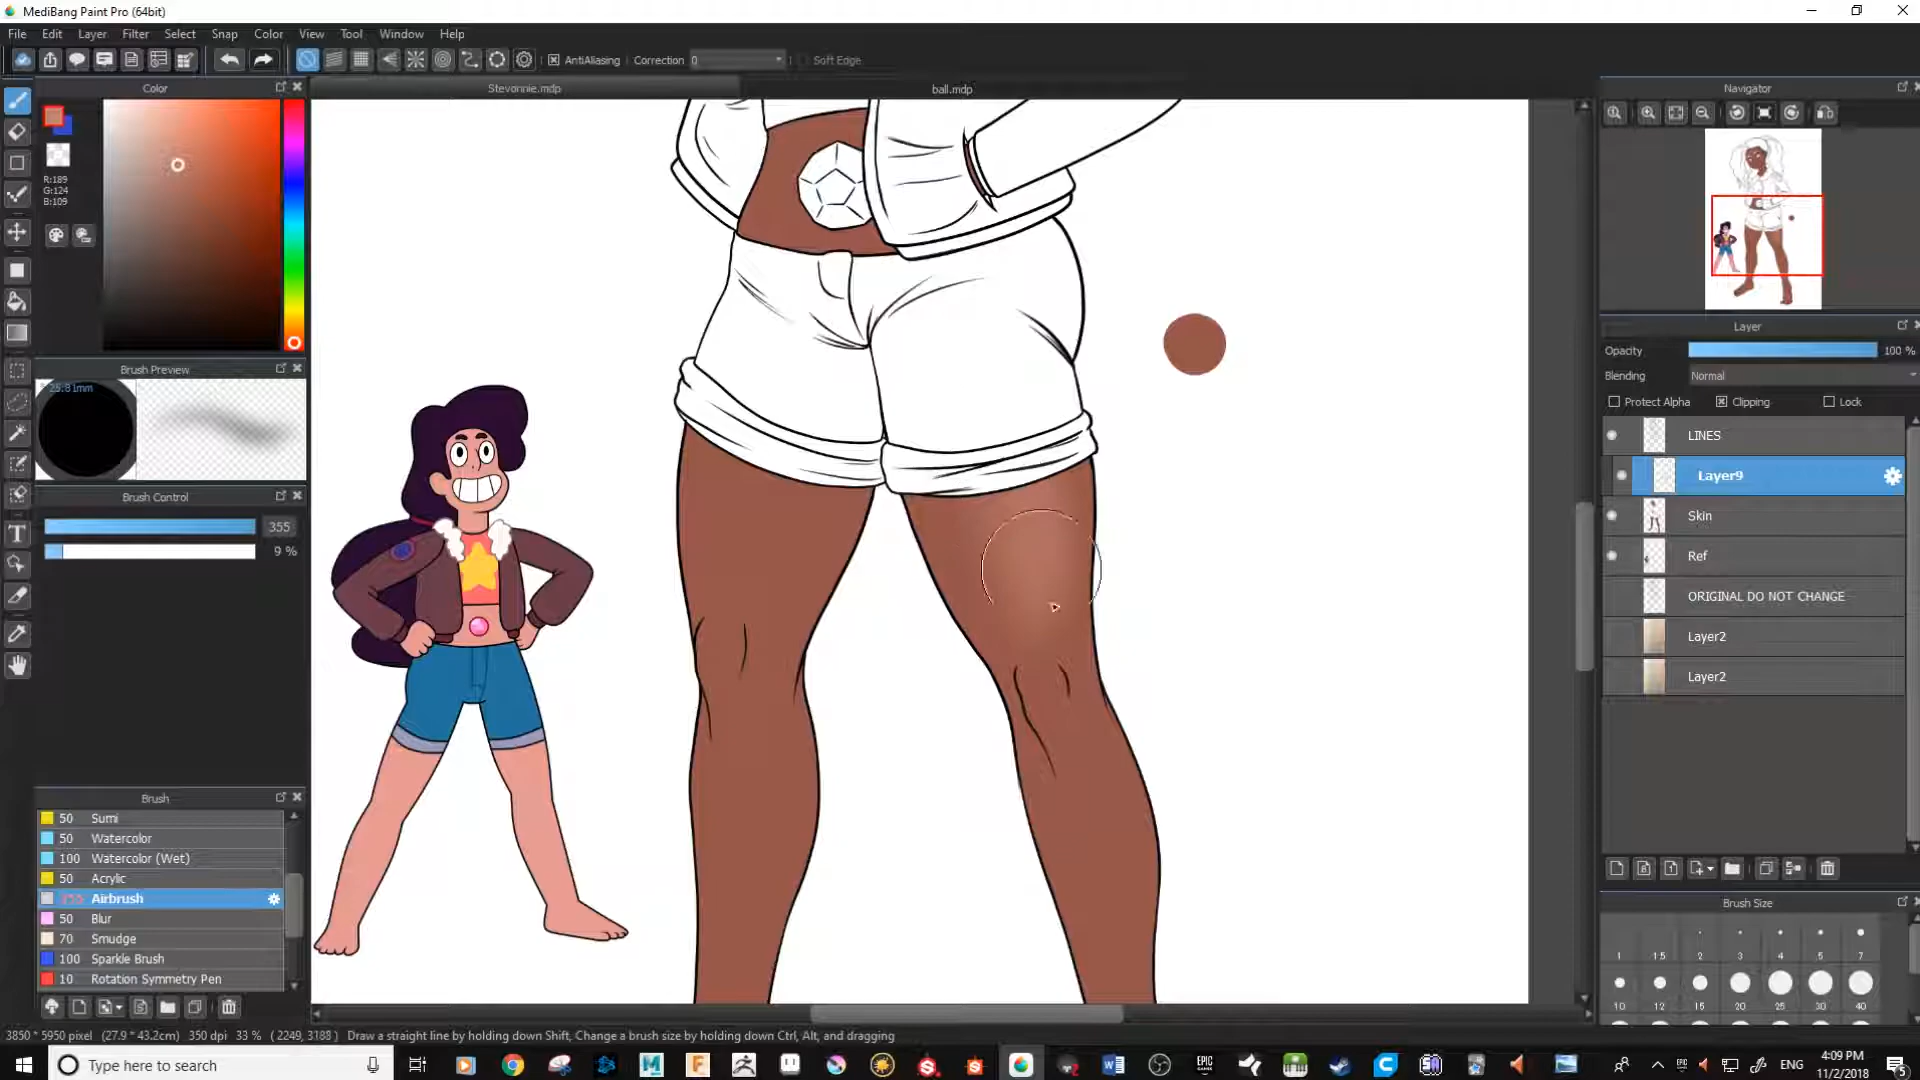 MediBang Paint Pro (64bit)
File Edit Layer Filter Select Snap Color View Tool Window Help
AntiAliasing Correction 0 Soft Edge
Color
Stevonnie.mdp
ball.mdp
Navigator
R:189
G:124
B:109
Layer
Opacity 100 %
Blending Normal
Protect Alpha Clipping Lock
Brush Preview
25.81mm
LINES
Layer9
Brush Control
Skin
355
9 %
Ref
ORIGINAL DO NOT CHANGE
Layer2
Layer2
Brush
50 Sumi
50 Watercolor
100 Watercolor (Wet)
50 Acrylic
355 Airbrush
50 Blur
70 Smudge
100 Sparkle Brush
10 Rotation Symmetry Pen
Brush Size
1 1.5 2 3 4 5 7
10 12 15 20 25 30 40
3850 * 5950 pixel (27.9 * 43.2cm) 350 dpi 33 % ( 2249, 3188 ) Draw a straight line by holding down Shift, Change a brush size by holding down Ctrl, Alt, and dragging
Type here to search
EPIC GAMES
ENG
4:09 PM
11/2/2018
5